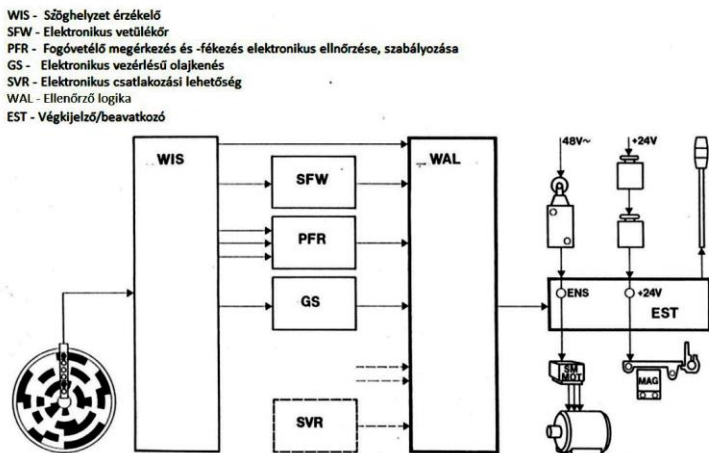 WIS - Szöghelyzet érzékelő
SFW - Elektronikus vetülékőr
PFR - Fogóvetélő megérkezés és -fékezés elektronikus ellnőrzése, szabályozása
GS - Elektronikus vezérlésű olajkenés
SVR - Elektronikus csatlakozási lehetőség
WAL - Ellenőrző logika
EST - Végkijelző/beavatkozó
48V~ +24V
WIS SFW WAL
PFR
GS
ENS +24V
EST
SM
MOT
MAG
SVR